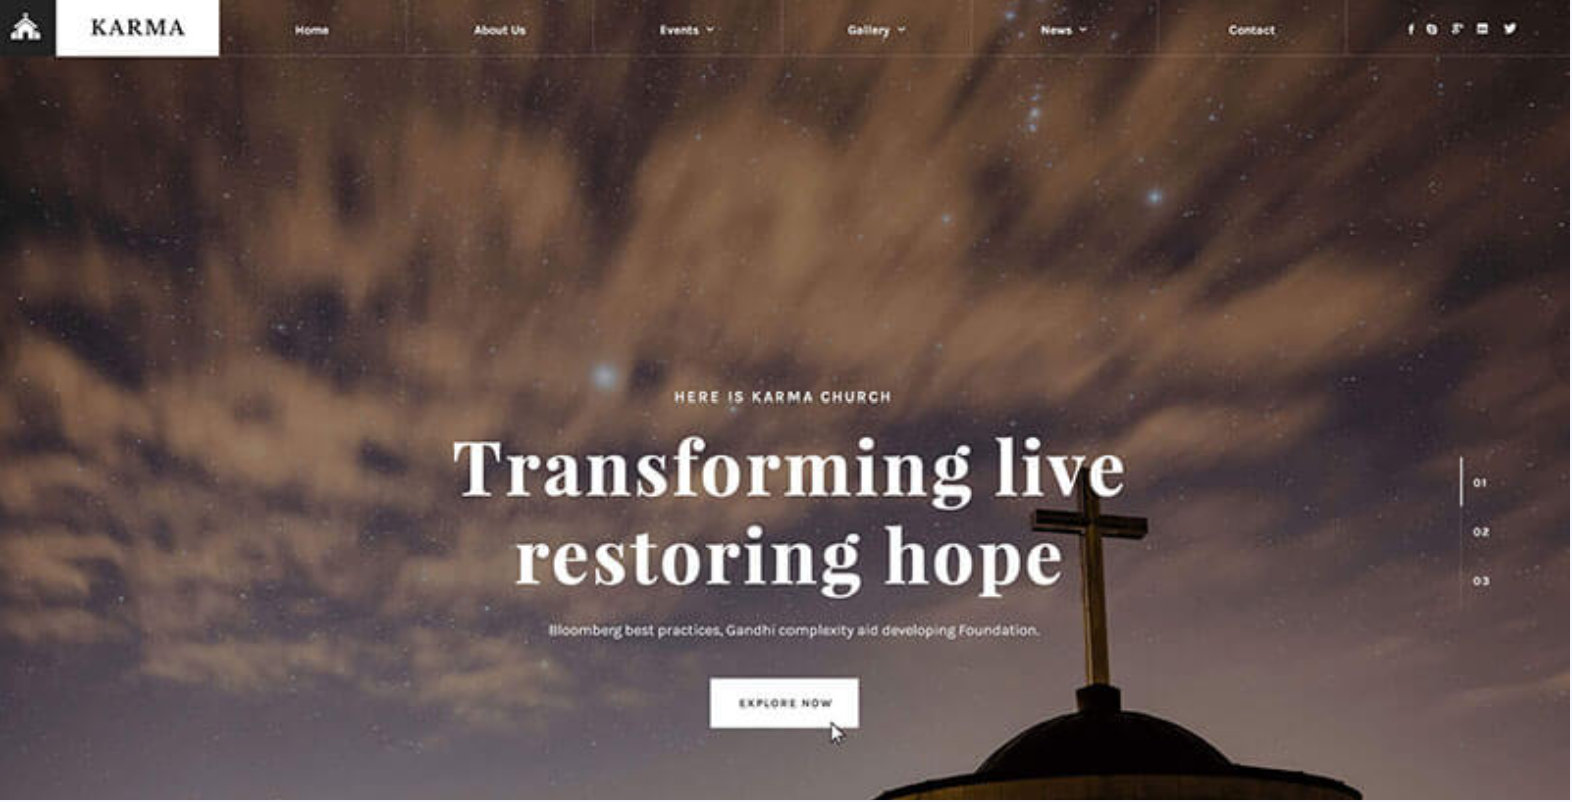 KARMA
Home
About Us
Events
Gallery
News
Contact
HERE IS KARMA CHURCH
Transforming live
restoring hope
Bloomberg best practices, Gandhi complexity aid developing Foundation.
EXPLORE NOW
01
02
03